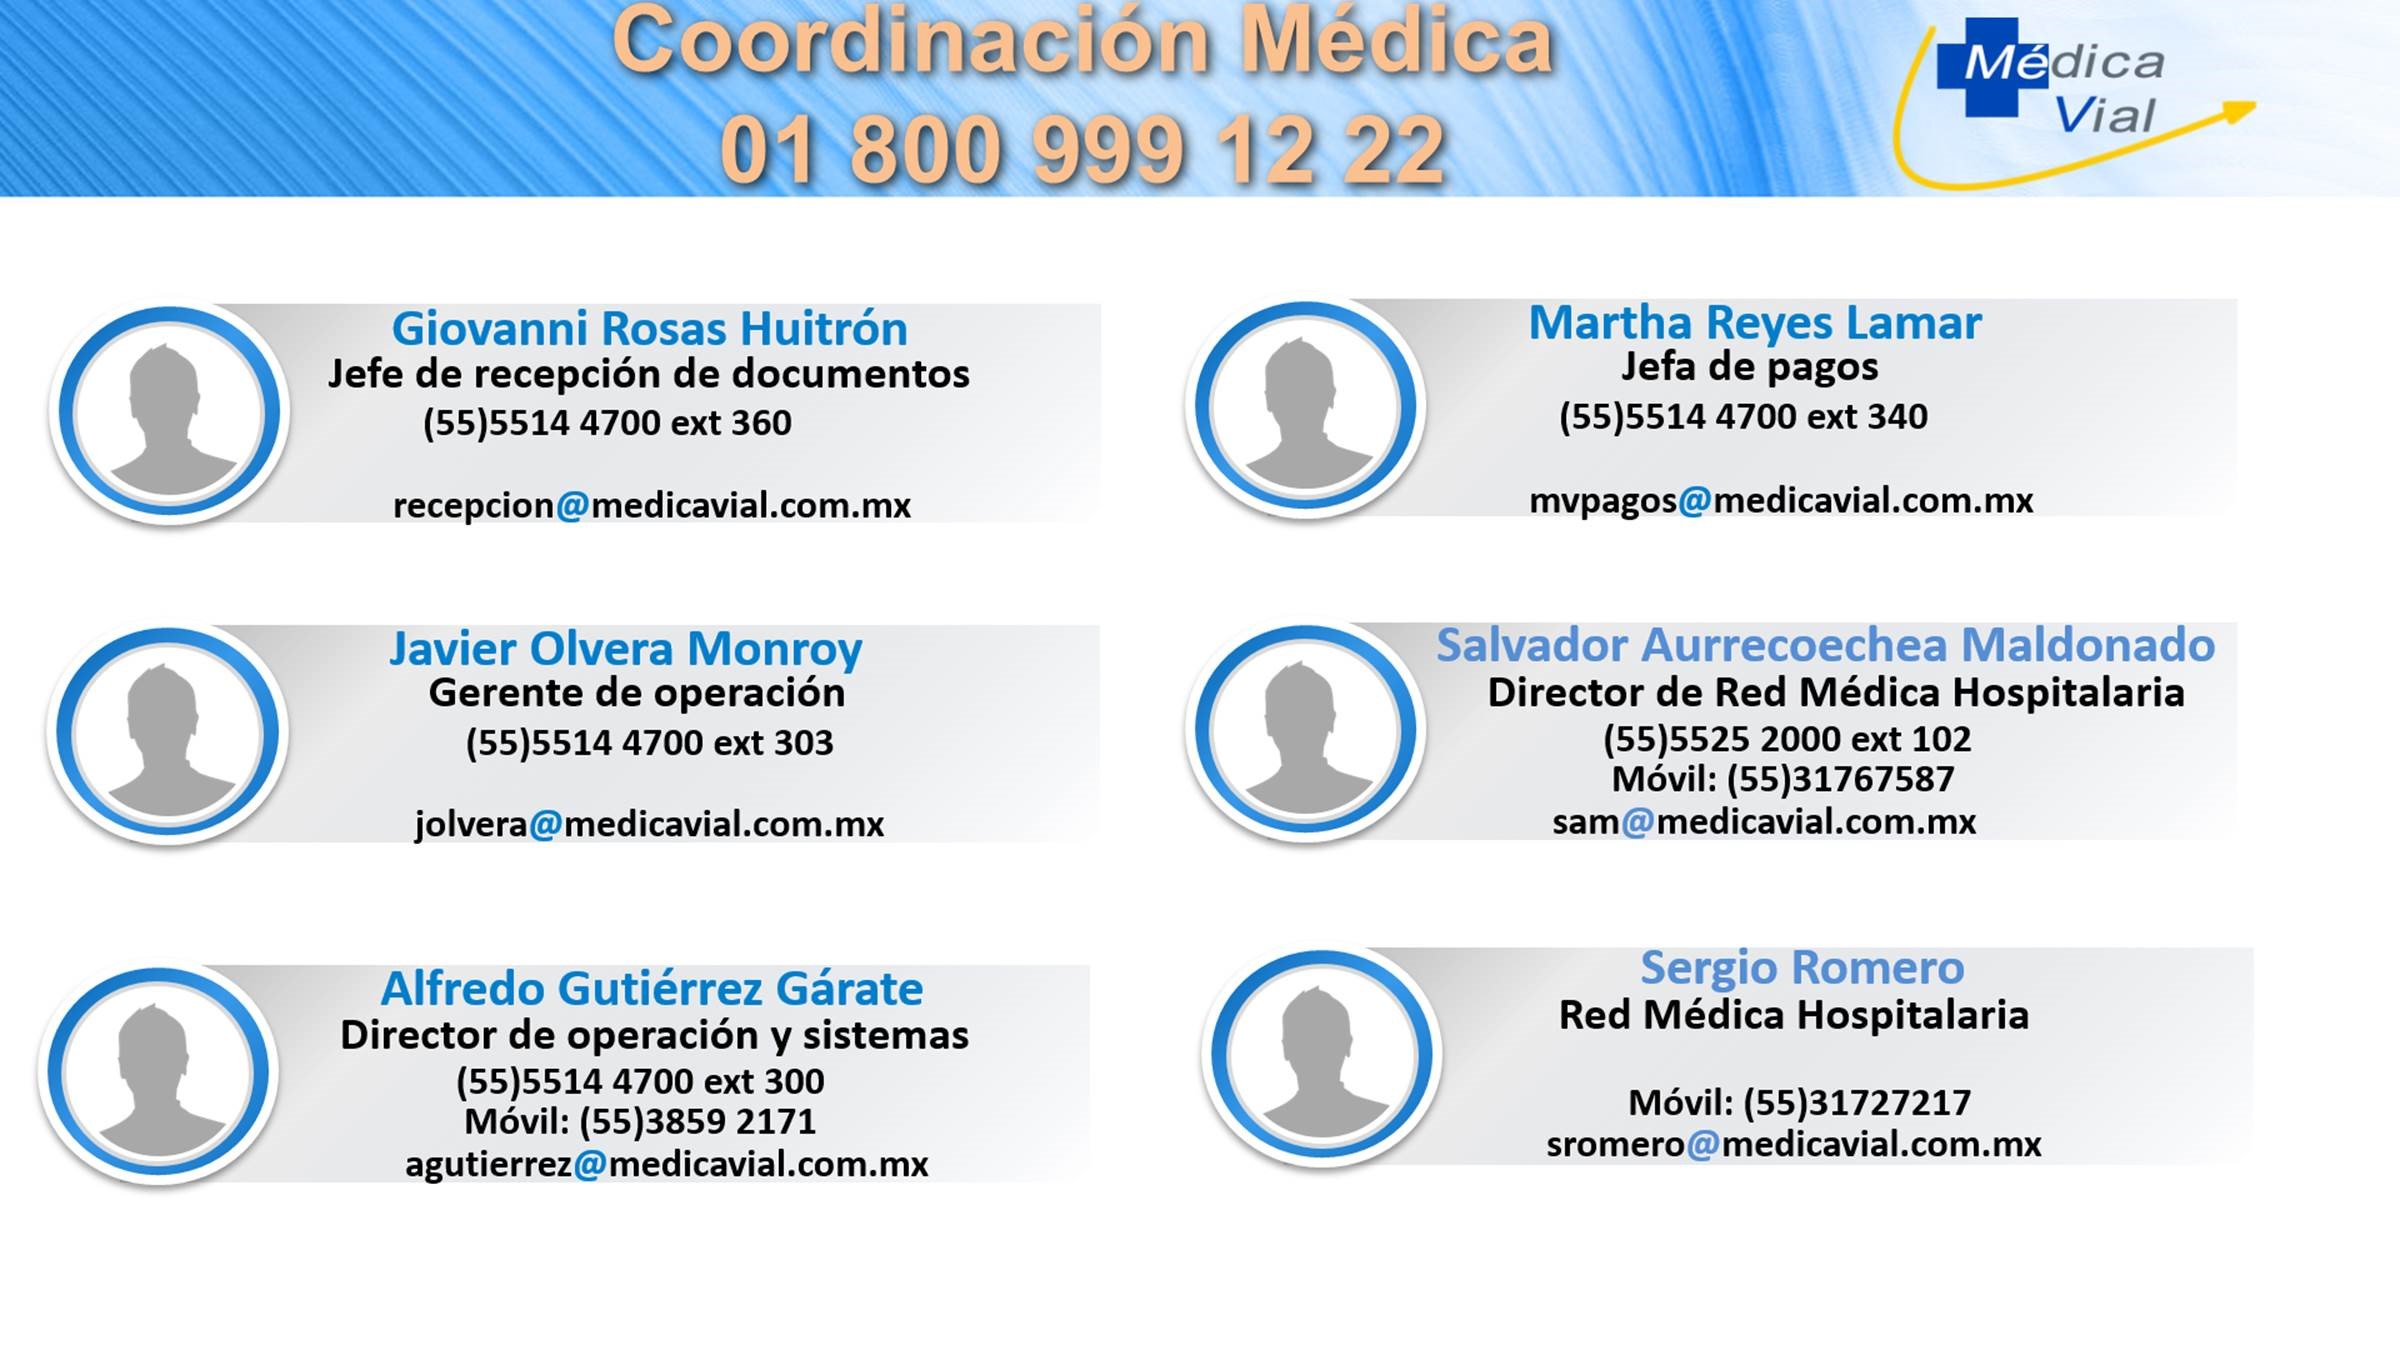 Coordinación Médica
01 800 999 12 22
Médica
Vial
Giovanni Rosas Huitrón
Jefe de recepción de documentos
(55)5514 4700 ext 360
recepcion@medicavial.com.mx
Martha Reyes Lamar
Jefa de pagos
(55)5514 4700 ext 340
mvpagos@medicavial.com.mx
Javier Olvera Monroy
Gerente de operación
(55)5514 4700 ext 303
jolvera@medicavial.com.mx
Salvador Aurrecoechea Maldonado
Director de Red Médica Hospitalaria
(55)5525 2000 ext 102
Móvil: (55)31767587
sam@medicavial.com.mx
Alfredo Gutiérrez Gárate
Director de operación y sistemas
(55)5514 4700 ext 300
Móvil: (55)3859 2171
agutierrez@medicavial.com.mx
Sergio Romero
Red Médica Hospitalaria
Móvil: (55)31727217
sromero@medicavial.com.mx